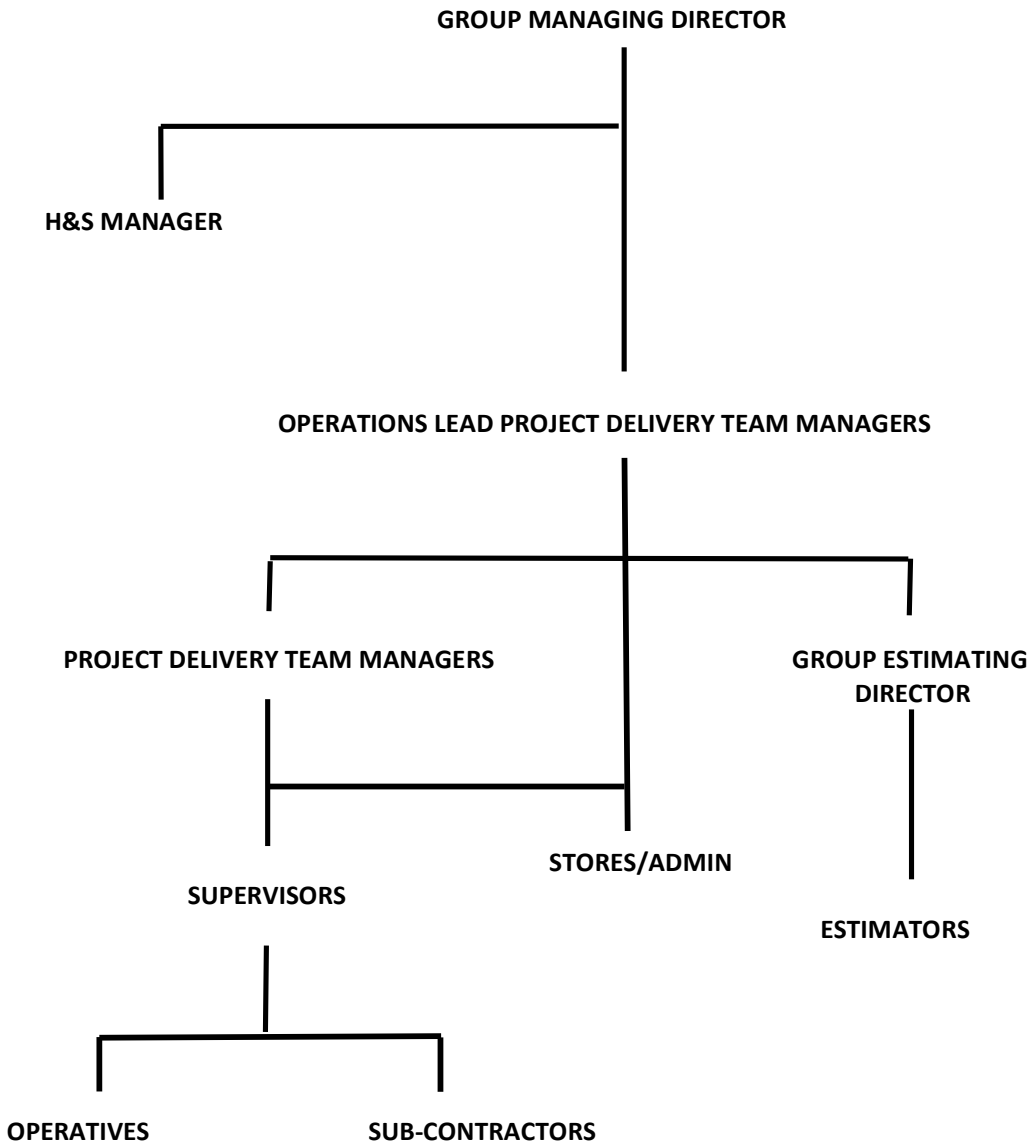 GROUP MANAGING DIRECTOR
H&S MANAGER
OPERATIONS LEAD PROJECT DELIVERY TEAM MANAGERS
PROJECT DELIVERY TEAM MANAGERS
GROUP ESTIMATING
DIRECTOR
STORES/ADMIN
SUPERVISORS
ESTIMATORS
OPERATIVES
SUB-CONTRACTORS